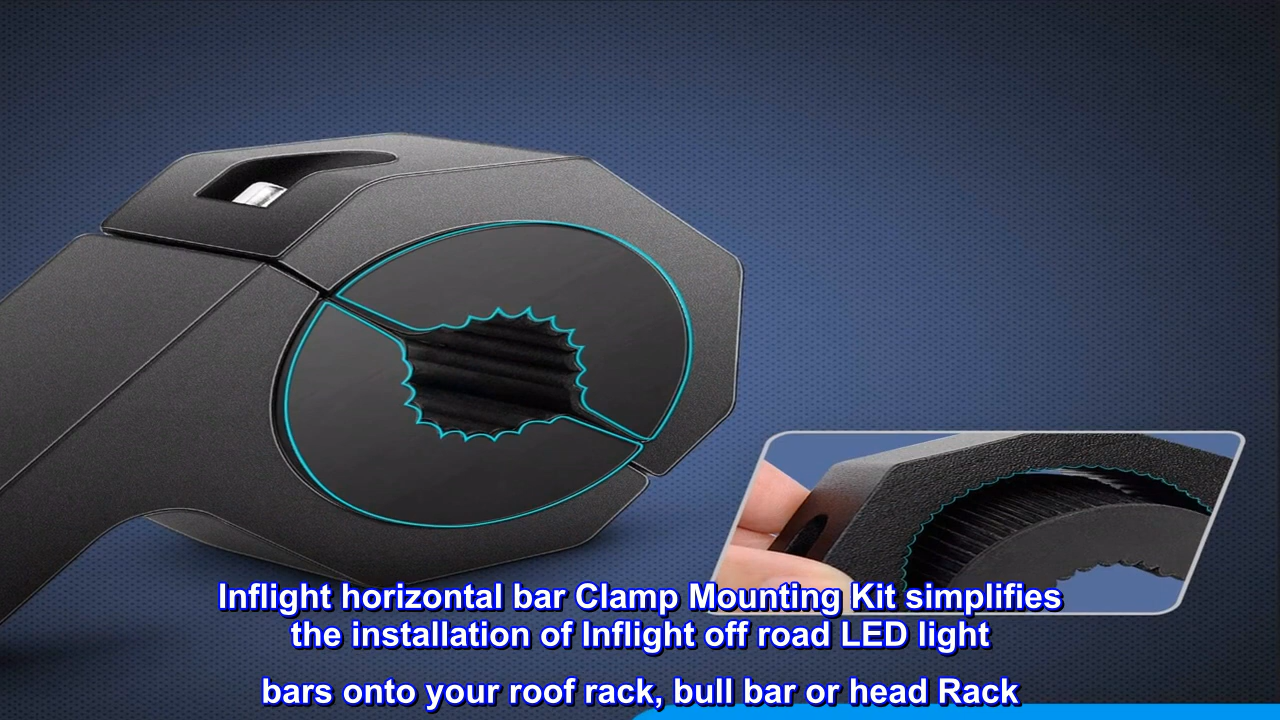 Inflight horizontal bar Clamp Mounting Kit simplifies
the installation of Inflight off road LED light
bars onto your roof rack, bull bar or head Rack